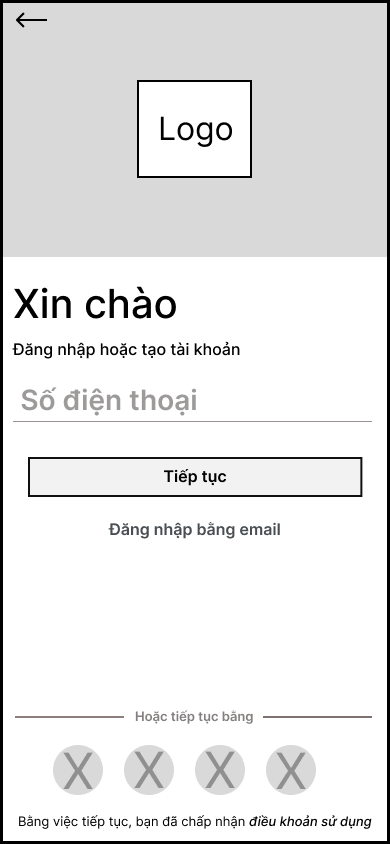 Logo
Xin chào
Đăng nhập hoặc tạo tài khoản
Số điện thoại
Tiếp tục
Đăng nhập bằng email
Hoặc tiếp tục bằng
X X X X
Bằng việc tiếp tục, bạn đã chấp nhận điều khoản sử dụng